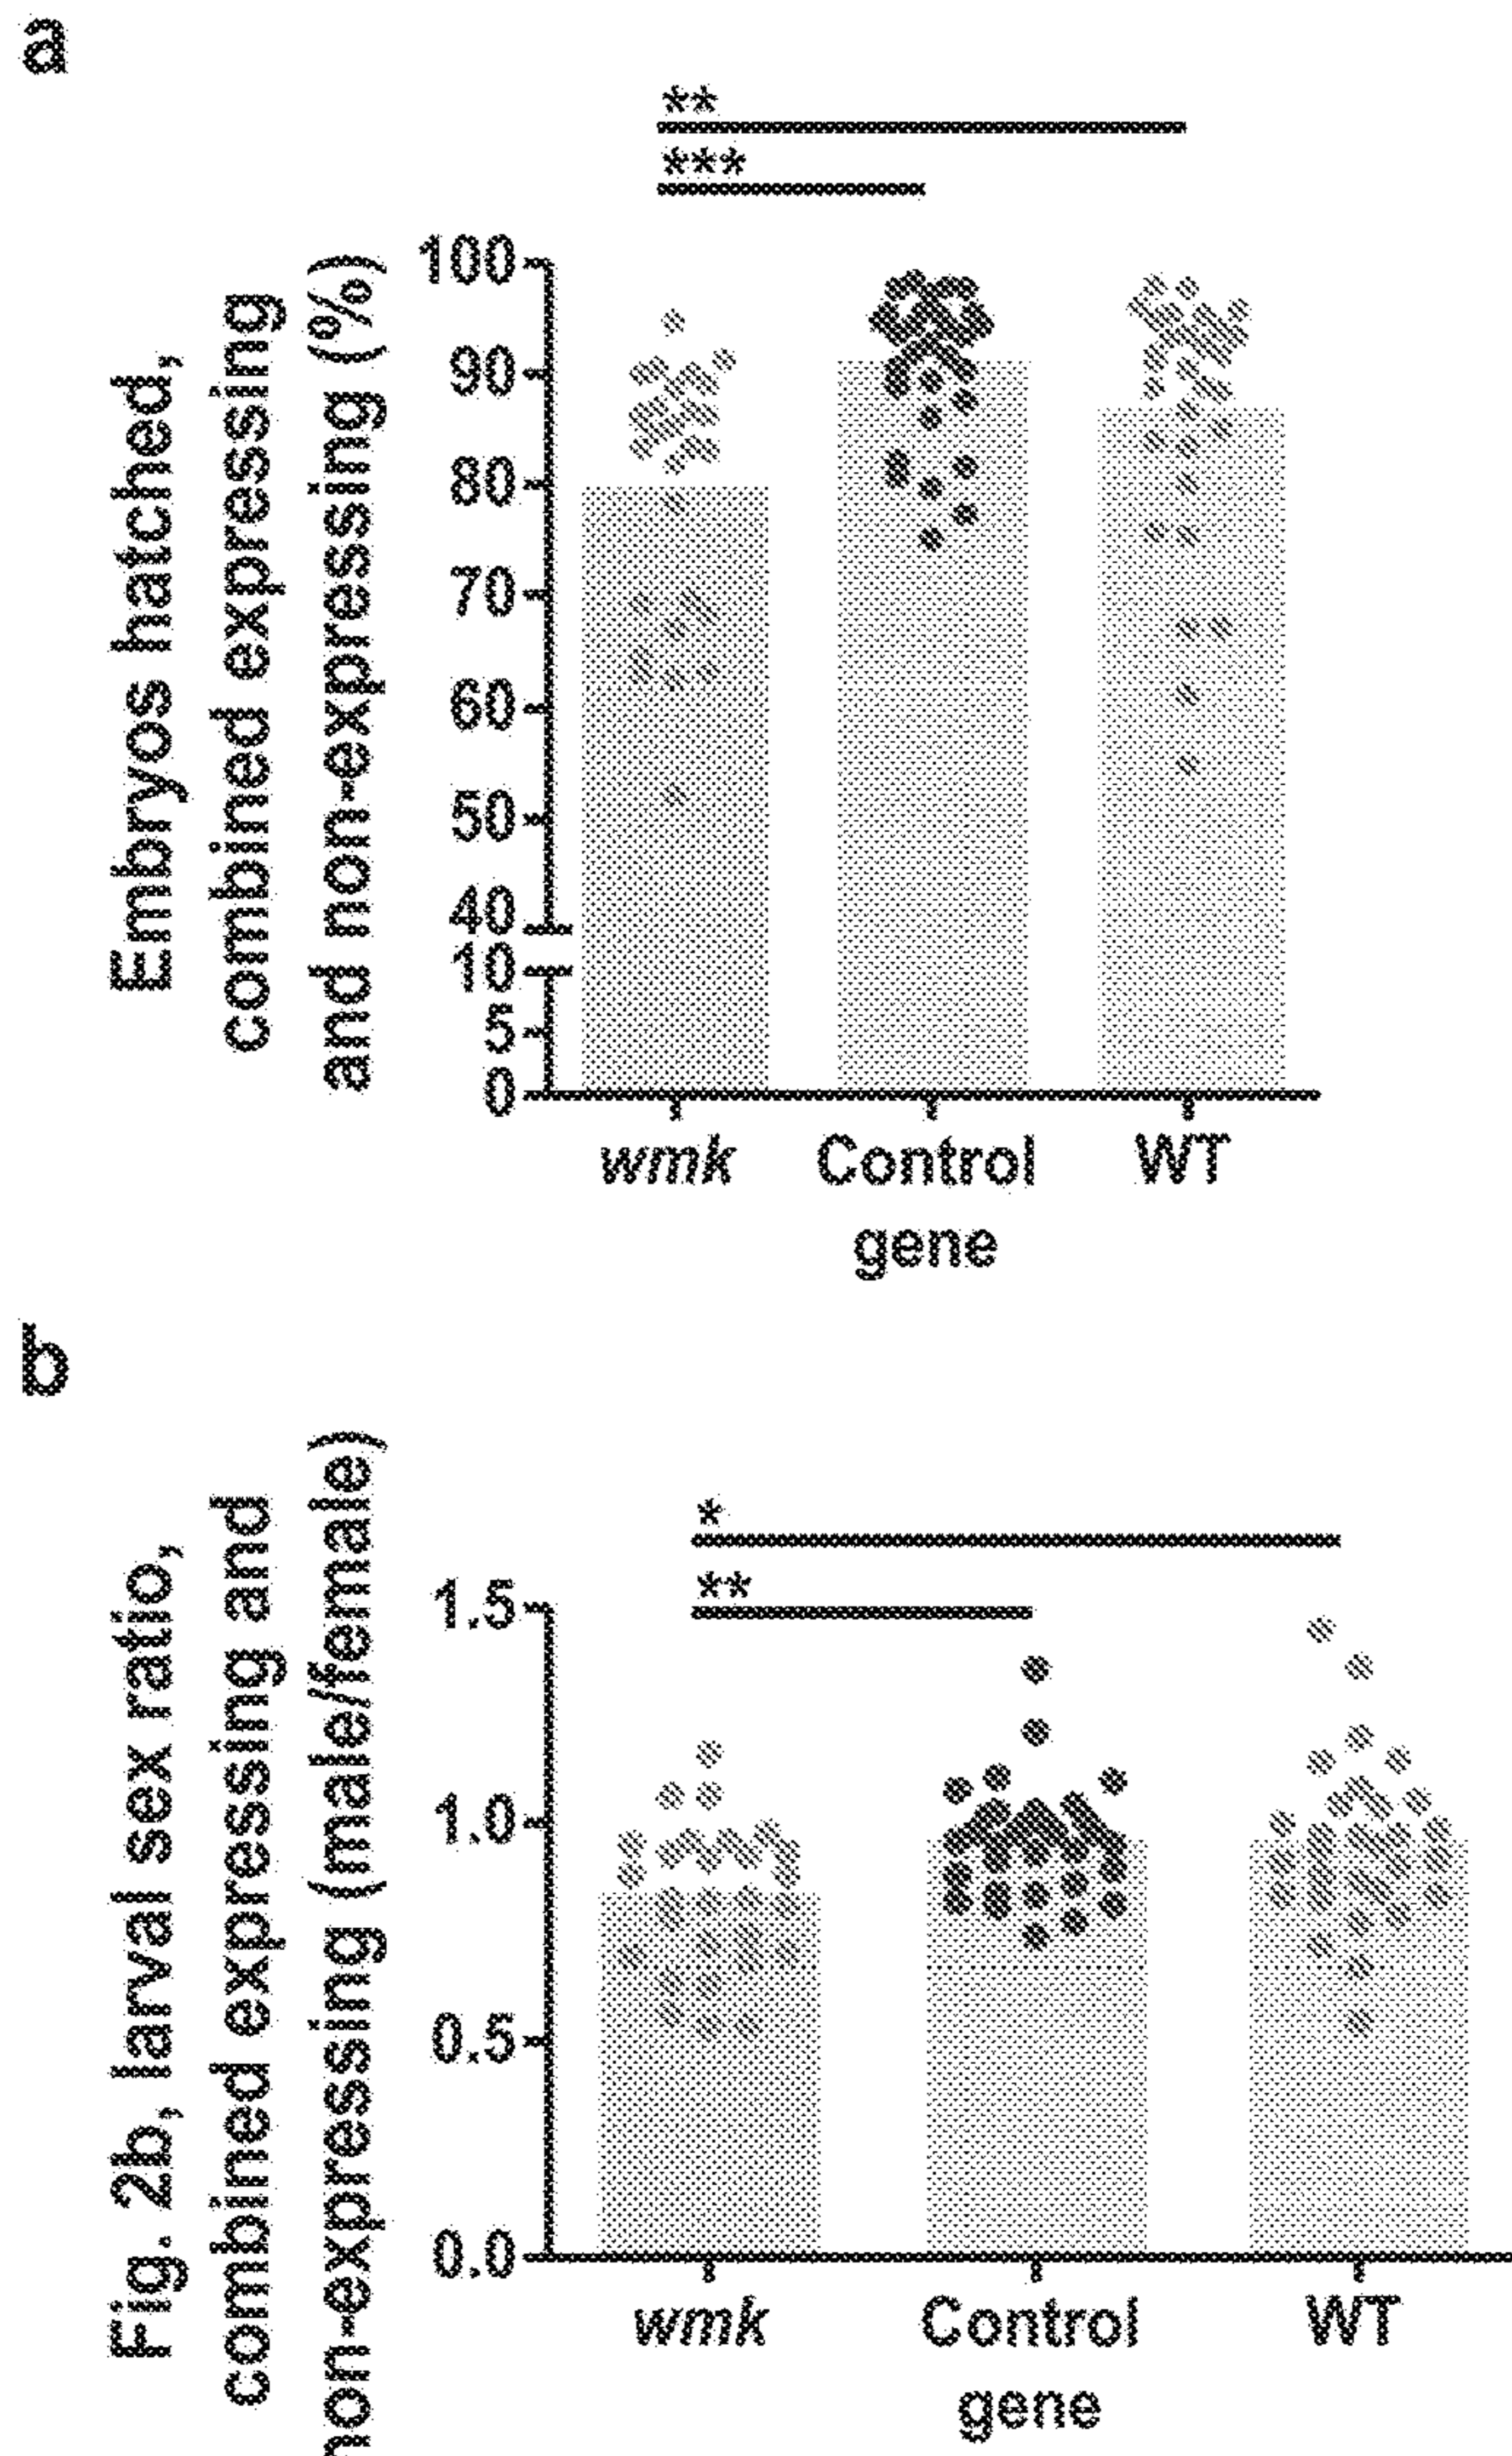 a
**
***
Embryos hatched,
combined expressing
and non-expressing (%)
100
90
80
70
60
50
40
10
5
0
wmk
Control
WT
gene
b
*
**
Fig. 2b, larval sex ratio,
combined expressing and
non-expressing (male/female)
1.5
1.0
0.5
0.0
wmk
Control
WT
gene